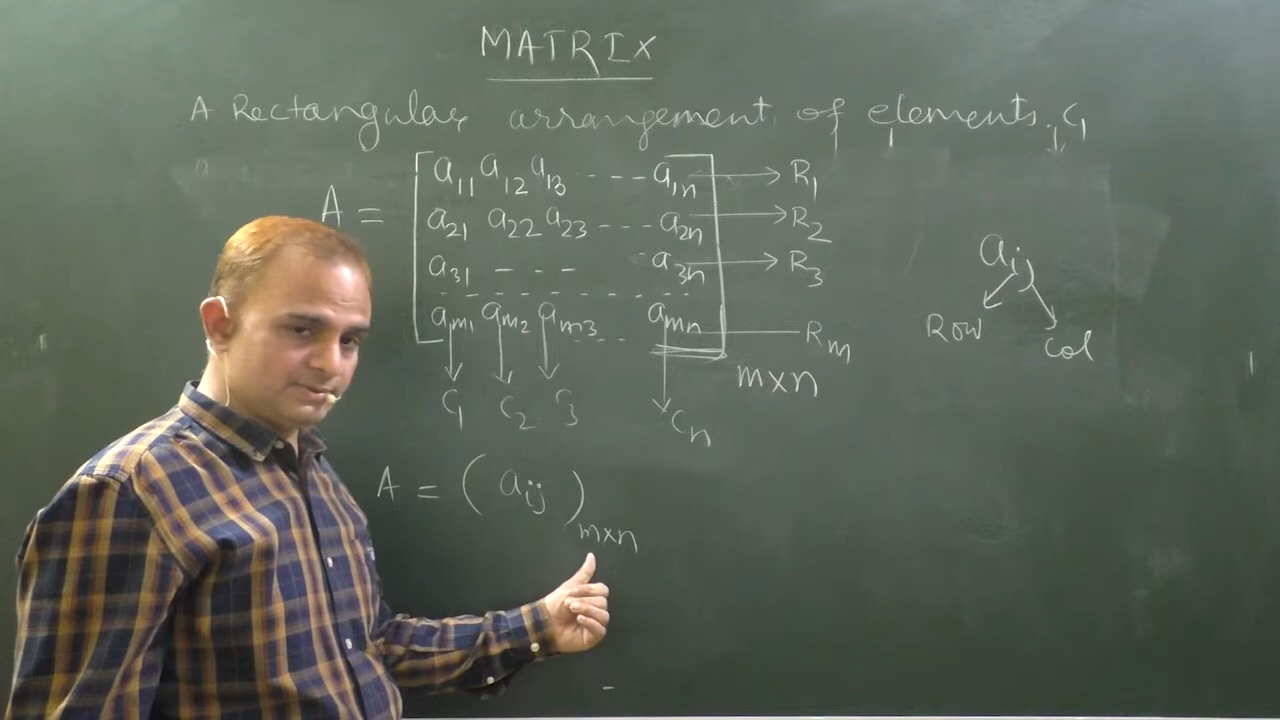 MATRIX
A Rectangular arrangement of elements. C1
A = [ a11 a12 a13 ---- a1n ] → R1
a21 a22 a23 --- a2n → R2
a31 - - - - a3n → R3
am1 am2 am3 ... amn — Rm
m×n
C1 C2 C3 Cn
aij
Row Col
A = ( aij )m×n